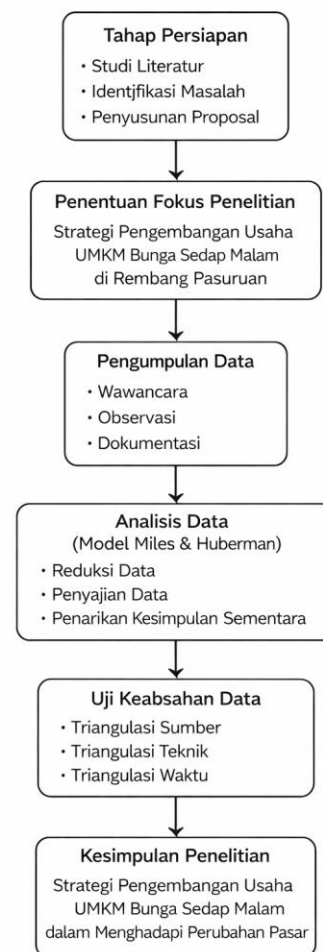 Tahap Persiapan
• Studi Literatur
• Identjfikasi Masalah
• Penyusunan Proposal
Penentuan Fokus Penelitian
Strategi Pengembangan Usaha
UMKM Bunga Sedap Malam
di Rembang Pasuruan
Pengumpulan Data
• Wawancara
• Observasi
• Dokumentasi
Analisis Data
(Model Miles & Huberman)
• Reduksi Data
• Penyajian Data
• Penarikan Kesimpulan Sementara
Uji Keabsahan Data
• Triangulasi Sumber
• Triangulasi Teknik
• Triangulasi Waktu
Kesimpulan Penelitian
Strategi Pengembangan Usaha
UMKM Bunga Sedap Malam
dalam Menghadapi Perubahan Pasar